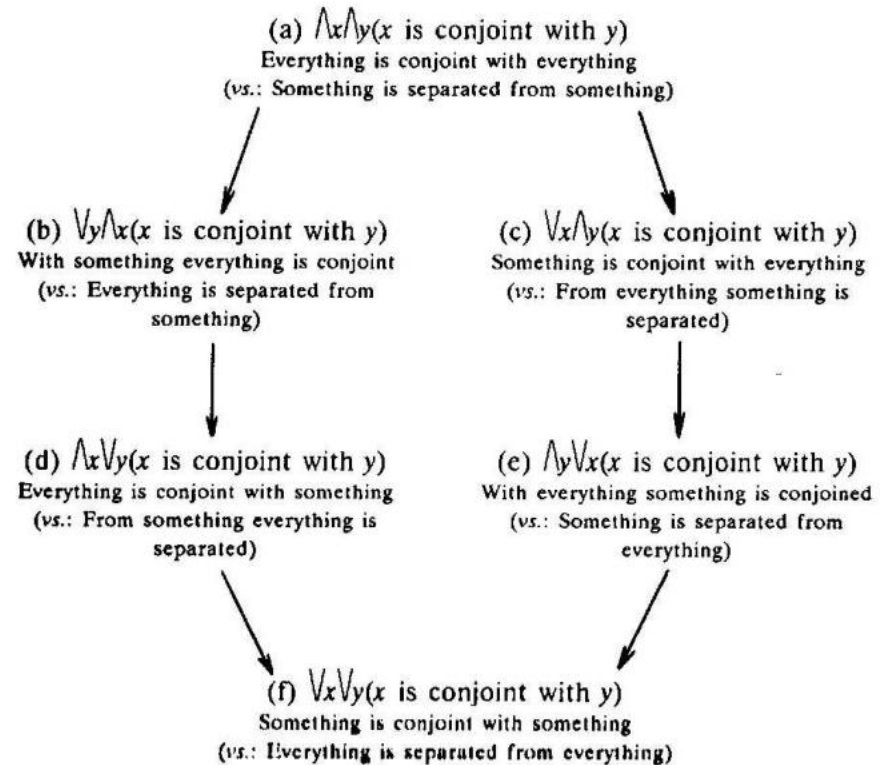 (a) ⋀x⋀y(x is conjoint with y)
Everything is conjoint with everything
(vs.: Something is separated from something)
(b) ⋁y⋀x(x is conjoint with y)
With something everything is conjoint
(vs.: Everything is separated from
something)
(c) ⋁x⋀y(x is conjoint with y)
Something is conjoint with everything
(vs.: From everything something is
separated)
(d) ⋀x⋁y(x is conjoint with y)
Everything is conjoint with something
(vs.: From something everything is
separated)
(e) ⋀y⋁x(x is conjoint with y)
With everything something is conjoined
(vs.: Something is separated from
everything)
(f) ⋁x⋁y(x is conjoint with y)
Something is conjoint with something
(vs.: Everything is separated from everything)